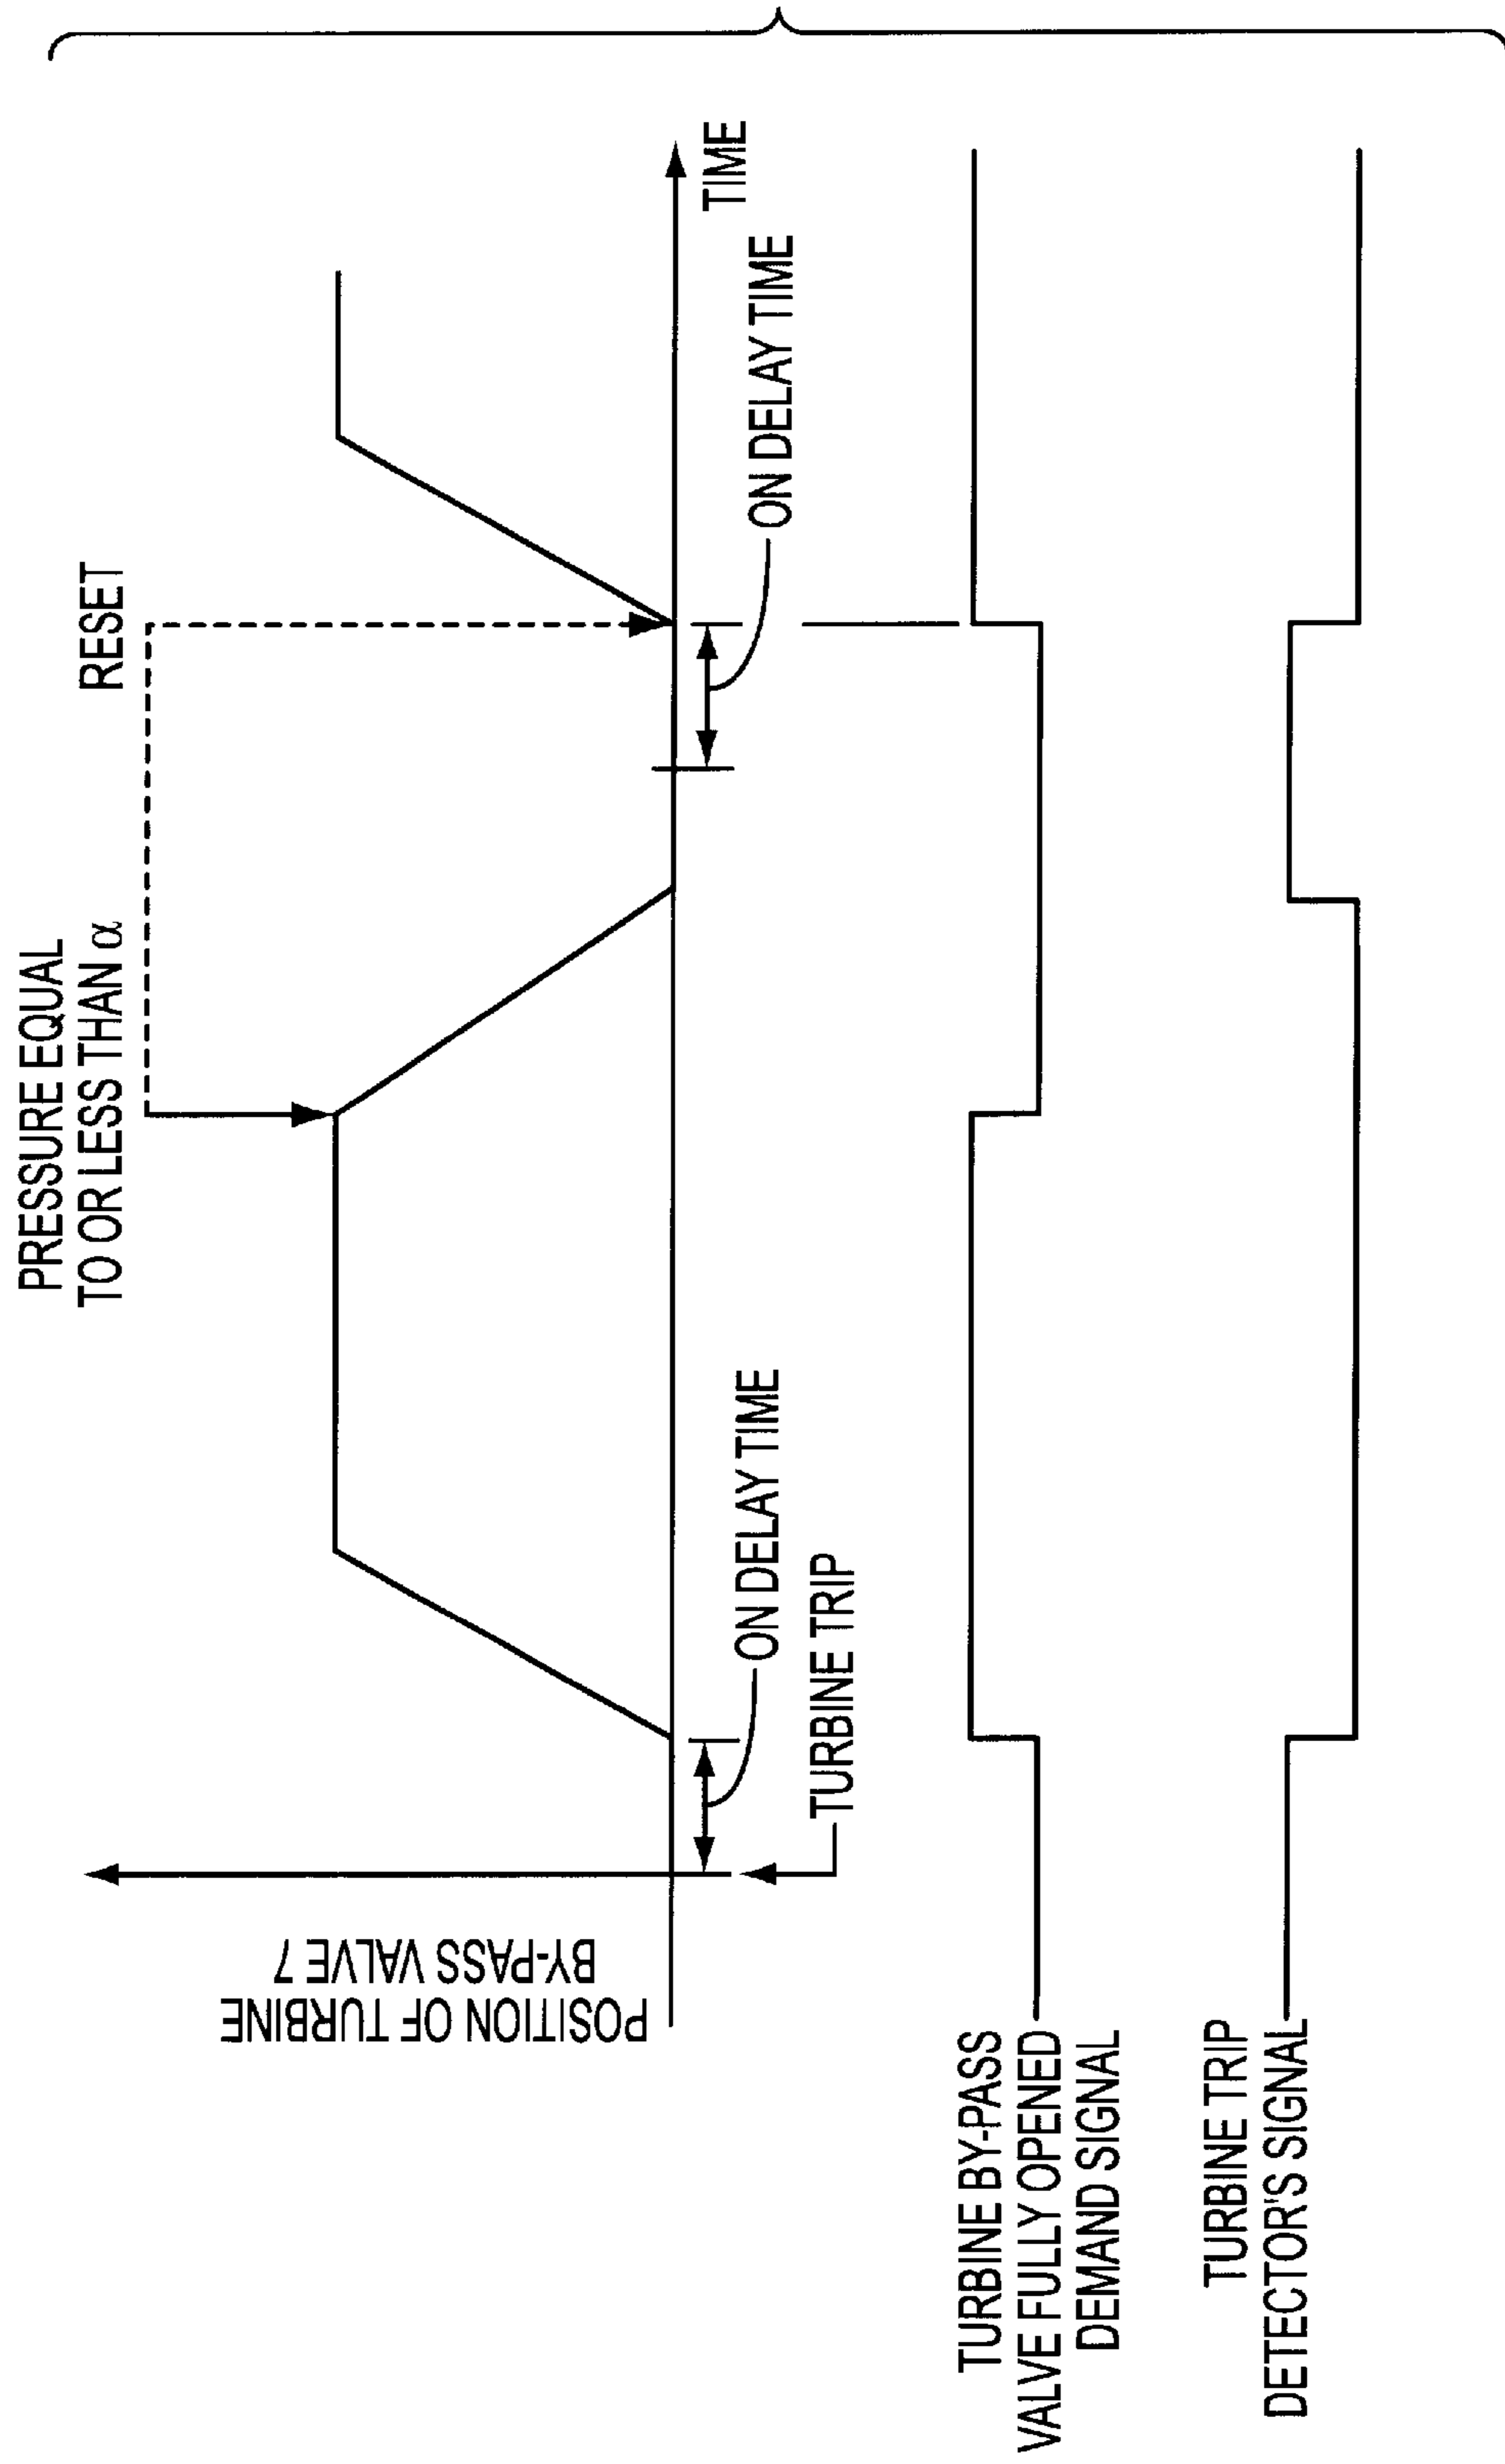 PRESSURE EQUAL
TO OR LESS THAN α
RESET
POSITION OF TURBINE
BY-PASS VALVE 7
TIME
ON DELAY TIME
ON DELAY TIME
TURBINE TRIP
TURBINE BY-PASS
VALVE FULLY OPENED
DEMAND SIGNAL
TURBINE TRIP
DETECTOR'S SIGNAL